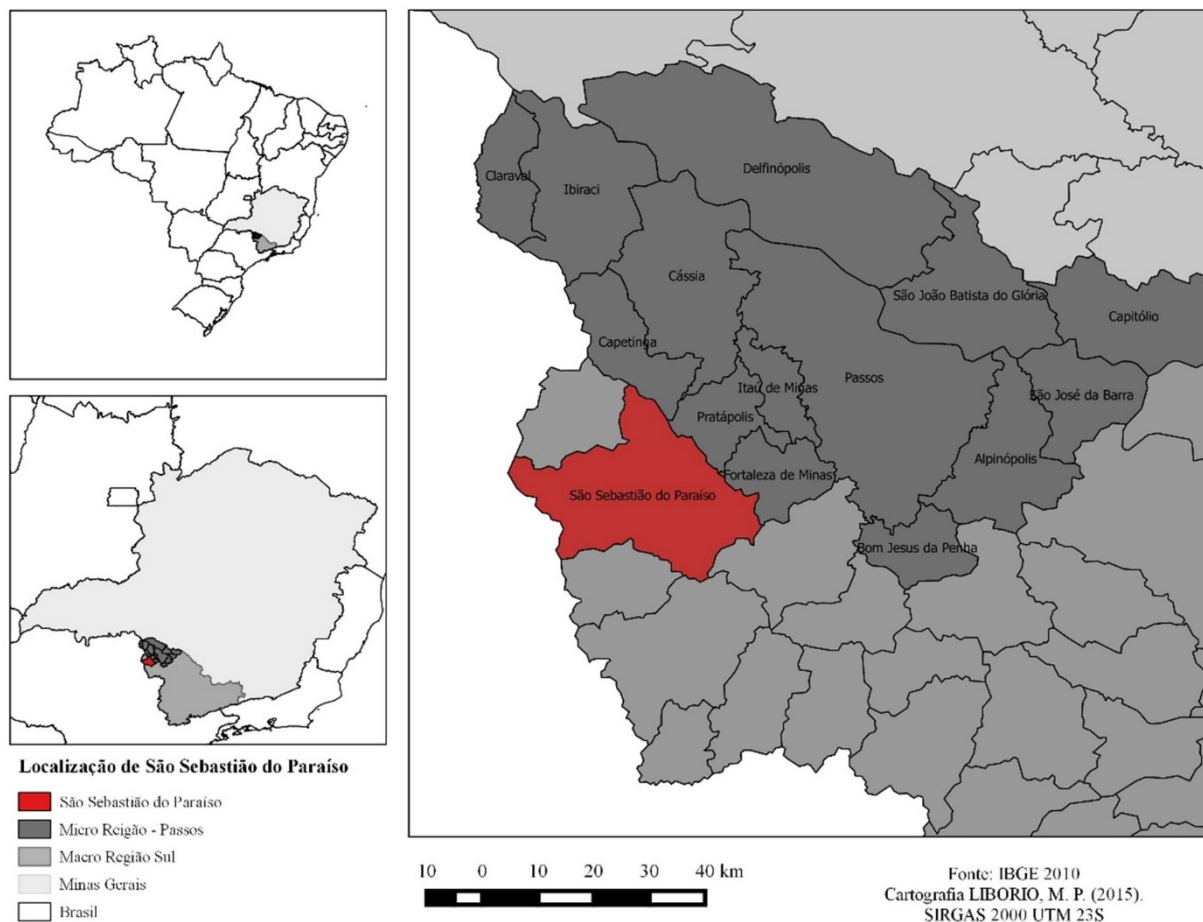 Claraval
Ibiraci
Delfinópolis
Cássia
São João Batista do Glória
Capitólio
Capetinga
Itaú de Minas
Passos
São José da Barra
Pratápolis
Alpinópolis
Fortaleza de Minas
São Sebastião do Paraíso
Bom Jesus da Penha
Localização de São Sebastião do Paraíso
São Sebastião do Paraíso
Micro Reigão - Passos
Macro Região Sul
Minas Gerais
Brasil
10 0 10 20 30 40 km
Fonte: IBGE 2010
Cartografia LIBORIO, M. P. (2015).
SIRGAS 2000 UTM 23S